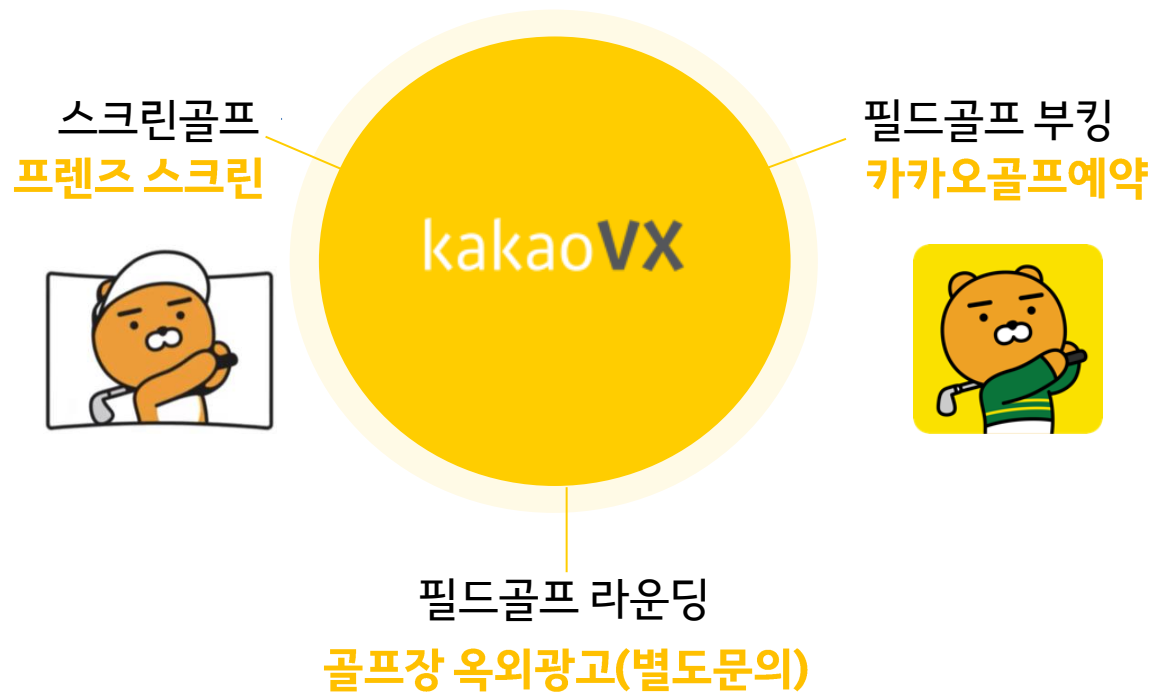 스크린골프
프렌즈 스크린
필드골프 부킹
카카오골프예약
kakaoVX
필드골프 라운딩
골프장 옥외광고(별도문의)